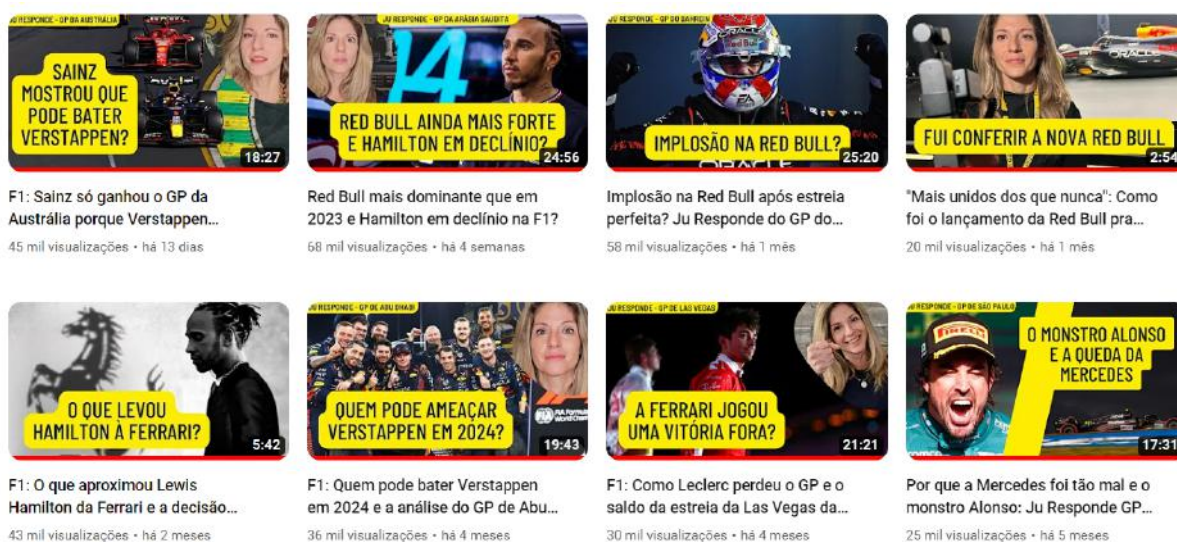 JU RESPONDE - GP DA AUSTRÁLIA
SAINZ
MOSTROU QUE
PODE BATER
VERSTAPPEN?
18:27
F1: Sainz só ganhou o GP da
Austrália porque Verstappen...
45 mil visualizações • há 13 dias
JU RESPONDE - GP DA ARÁBIA SAUDITA
RED BULL AINDA MAIS FORTE
E HAMILTON EM DECLÍNIO?
24:56
Red Bull mais dominante que em
2023 e Hamilton em declínio na F1?
68 mil visualizações • há 4 semanas
JU RESPONDE - GP DO BAHREIN
Red Bull
EA
IMPLOSÃO NA RED BULL?
ORACLE
25:20
Implosão na Red Bull após estreia
perfeita? Ju Responde do GP do...
58 mil visualizações • há 1 mês
ORACLE
FUI CONFERIR A NOVA RED BULL
2:54
"Mais unidos dos que nunca": Como
foi o lançamento da Red Bull pra...
20 mil visualizações • há 1 mês
O QUE LEVOU
HAMILTON À FERRARI?
5:42
F1: O que aproximou Lewis
Hamilton da Ferrari e a decisão...
43 mil visualizações • há 2 meses
JU RESPONDE - GP DE ABU DHABI
QUEM PODE AMEAÇAR
VERSTAPPEN EM 2024?
19:43
F1: Quem pode bater Verstappen
em 2024 e a análise do GP de Abu...
36 mil visualizações • há 4 meses
JU RESPONDE - GP DE LAS VEGAS
A FERRARI JOGOU
UMA VITÓRIA FORA?
21:21
F1: Como Leclerc perdeu o GP e o
saldo da estreia da Las Vegas da...
30 mil visualizações • há 4 meses
JU RESPONDE - GP DE SÃO PAULO
PIRELLI
O MONSTRO ALONSO
E A QUEDA DA
MERCEDES
17:31
Por que a Mercedes foi tão mal e o
monstro Alonso: Ju Responde GP...
25 mil visualizações • há 5 meses